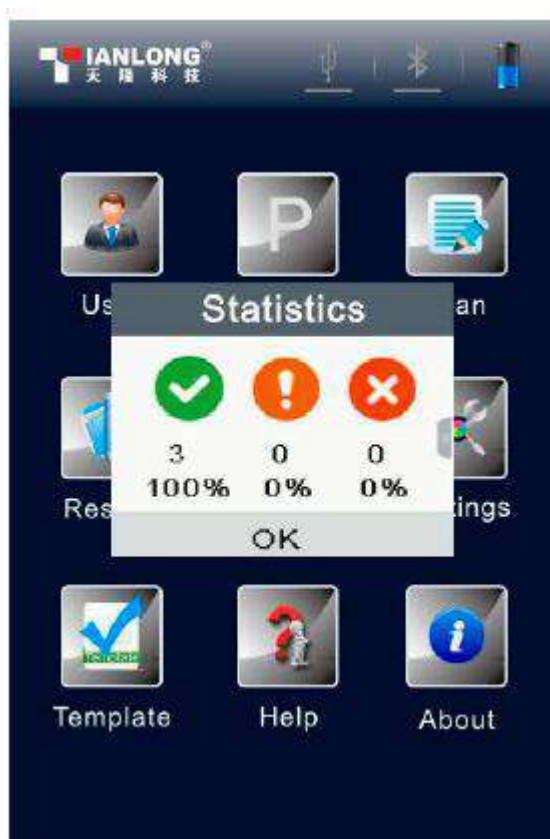 TIANLONG®
天隆科技
P
Us
Statistics
an
3
0
0
100%
0%
0%
Res
tings
OK
Template
Help
About